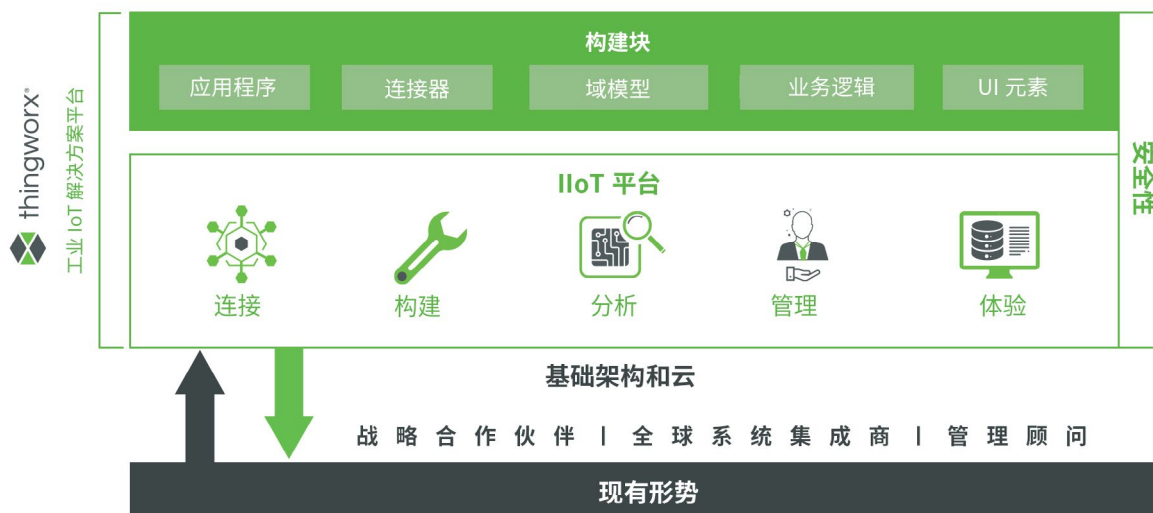 thingworx®
工业 IoT 解决方案平台
构建块
应用程序
连接器
域模型
业务逻辑
UI 元素
安全性
IIoT 平台
连接
构建
分析
管理
体验
基础架构和云
战略合作伙伴 | 全球系统集成商 | 管理顾问
现有形势